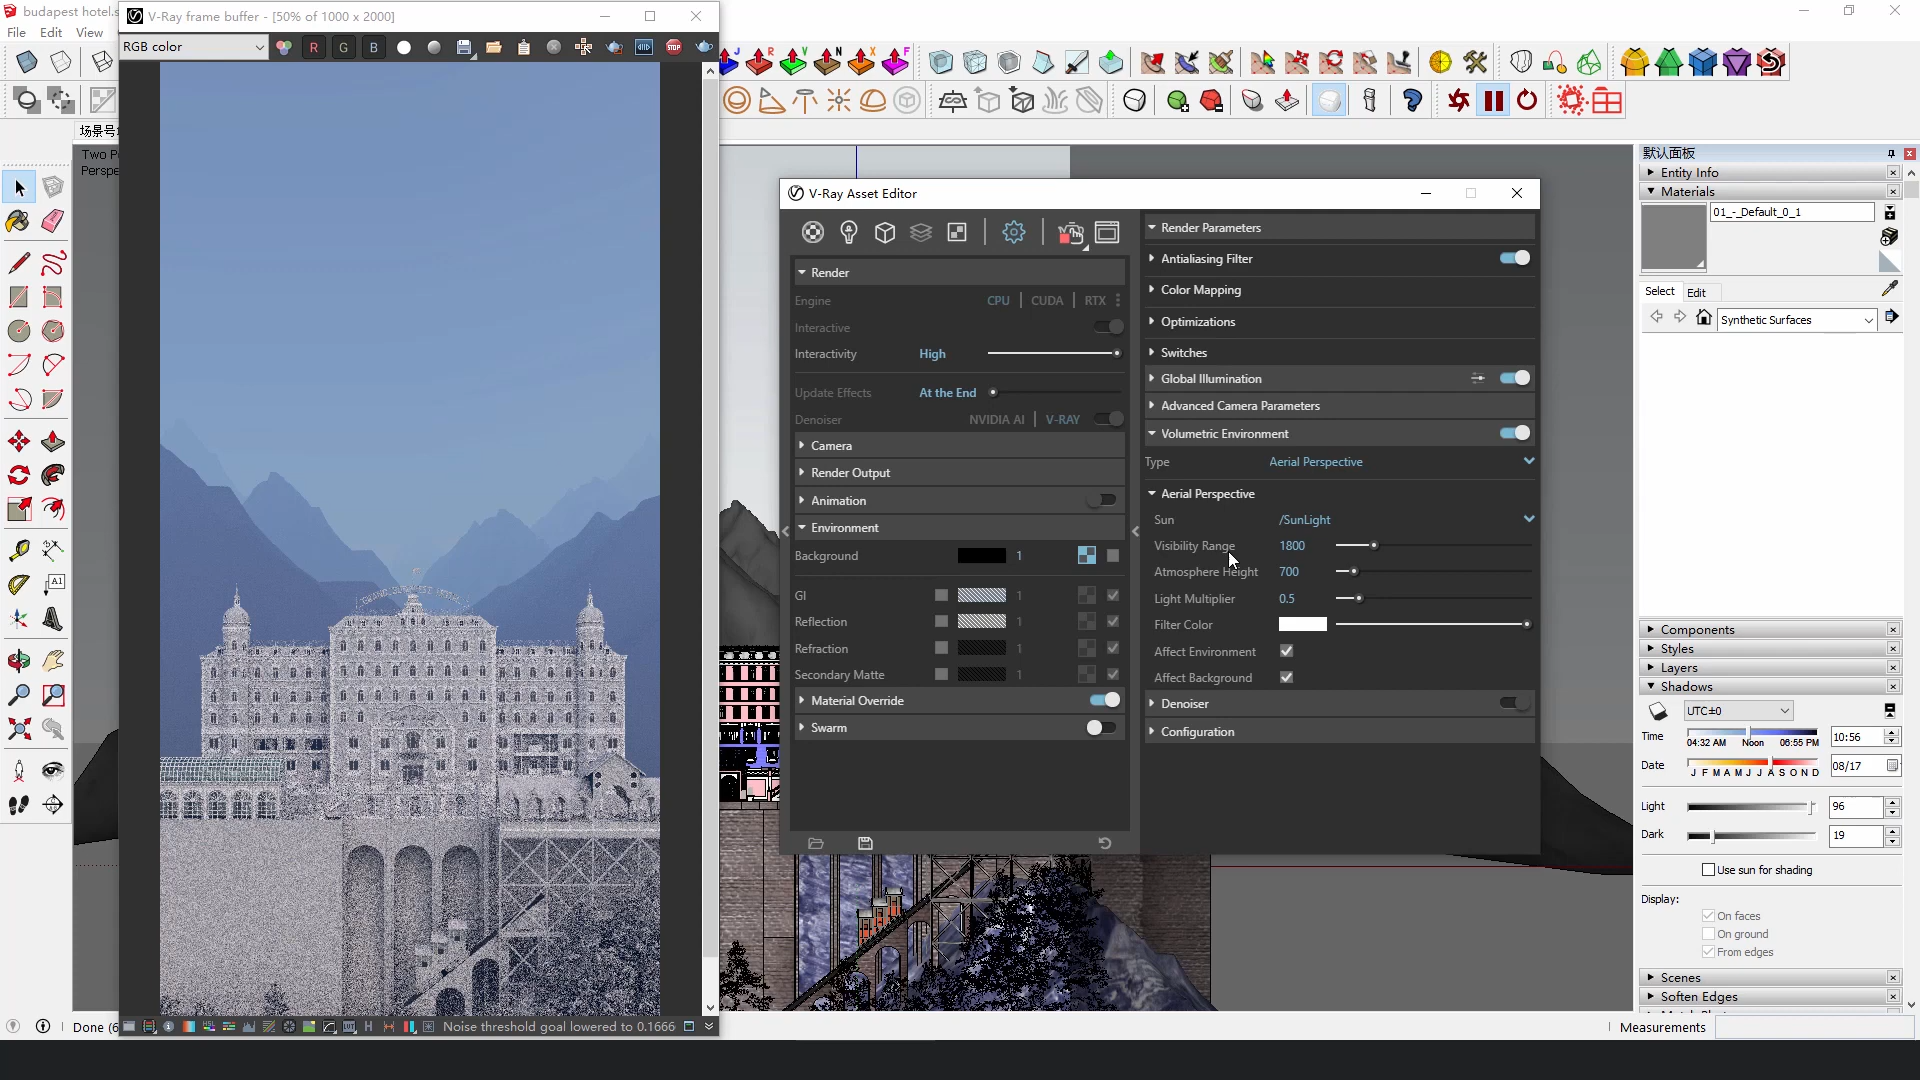 budapest hotel.s
File Edit View
V-Ray frame buffer - [50% of 1000 x 2000]
RGB color
R G B
STOP
J R V N X F
场景号
Two P
Perspe
GRAND BUDAPEST HOTEL
V-Ray Asset Editor
Render
Engine CPU CUDA RTX
Interactive
Interactivity High
Update Effects At the End
Denoiser NVIDIA AI V-RAY
Camera
Render Output
Animation
Environment
Background 1
GI 1
Reflection 1
Refraction 1
Secondary Matte 1
Material Override
Swarm
Render Parameters
Antialiasing Filter
Color Mapping
Optimizations
Switches
Global Illumination
Advanced Camera Parameters
Volumetric Environment
Type Aerial Perspective
Aerial Perspective
Sun /SunLight
Visibility Range 1800
Atmosphere Height 700
Light Multiplier 0.5
Filter Color
Affect Environment
Affect Background
Denoiser
Configuration
默认面板
Entity Info
Materials
01_-_Default_0_1
Select Edit
Synthetic Surfaces
Components
Styles
Layers
Shadows
UTC±0
Time 04:32 AM Noon 06:55 PM 10:56
Date J F M A M J J A S O N D 08/17
Light 96
Dark 19
Use sun for shading
Display:
On faces
On ground
From edges
Scenes
Soften Edges
Done (6
HSL LUT H
Noise threshold goal lowered to 0.1666
Measurements